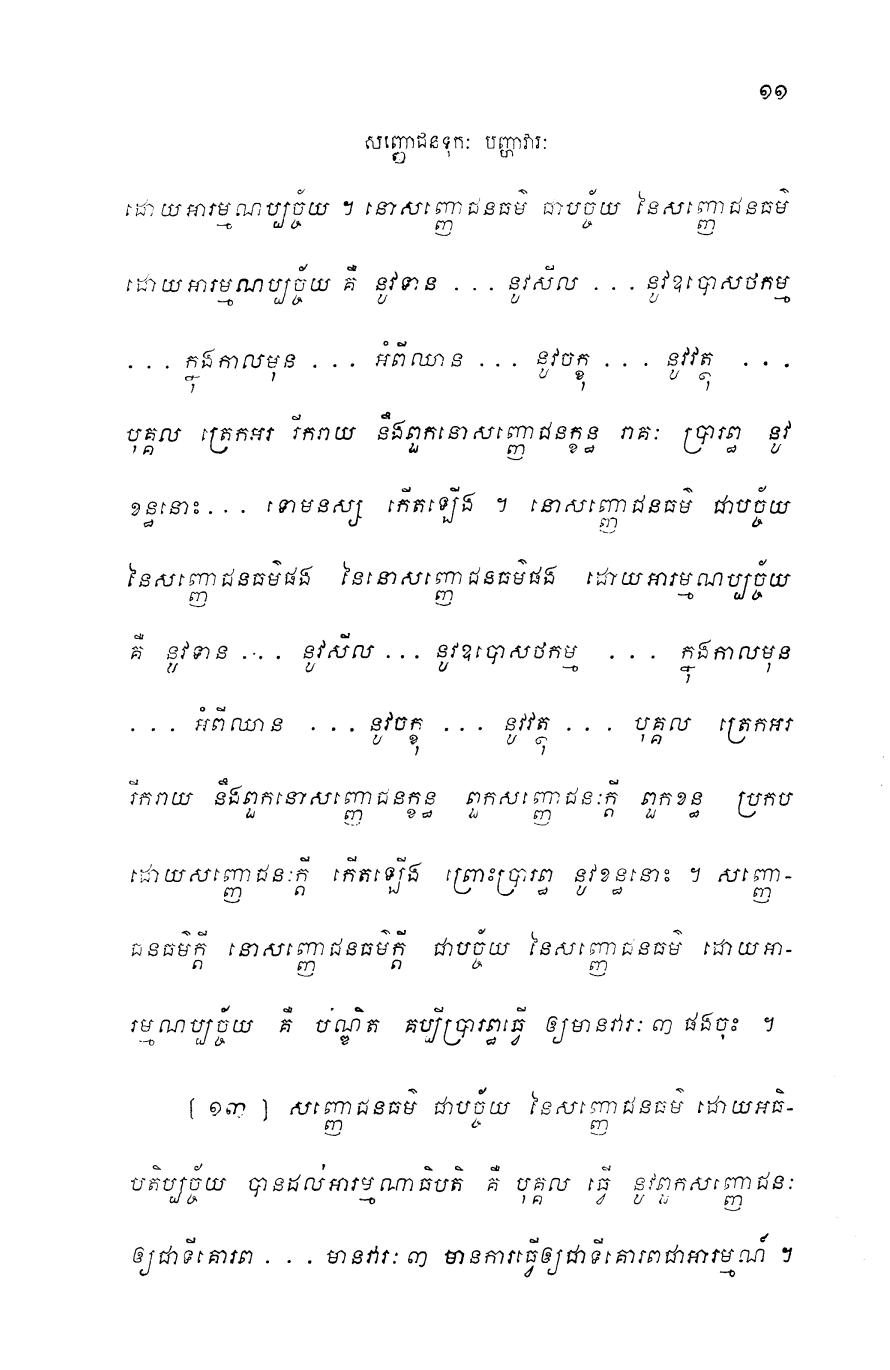 ១១
សញ្ញោជនទុកៈ បញ្ហាវារៈ
ដោយអារម្មណប្បច្ច័យ ។ នោសញ្ញោជនធម៌ ជាបច្ច័យ នៃសញ្ញោជនធម៌
ដោយអារម្មណប្បច្ច័យ គឺ នូវទាន ... នូវសីល ... នូវឧបោសថកម្ម
... ក្នុងកាលមុន ... អំពីឈាន ... នូវចក្ខុ ... នូវវត្ថុ ...
បុគ្គល ត្រេកអរ រីករាយ នឹងពួកនោសញ្ញោជនក្ខន្ធ រាគៈ ប្រារព្ធ នូវ
ខន្ធនោះ... ទោមនស្ស កើតឡើង ។ នោសញ្ញោជនធម៌ ជាបច្ច័យ
នៃសញ្ញោជនធម៌ផង នៃនោសញ្ញោជនធម៌ផង ដោយអារម្មណប្បច្ច័យ
គឺ នូវទាន ... នូវសីល ... នូវឧបោសថកម្ម ... ក្នុងកាលមុន
... អំពីឈាន ... នូវចក្ខុ ... នូវវត្ថុ ... បុគ្គល ត្រេកអរ
រីករាយ នឹងពួកនោសញ្ញោជនក្ខន្ធ ពួកសញ្ញោជនៈក្តី ពួកខន្ធ ប្រកប
ដោយសញ្ញោជនៈក្តី កើតឡើង ព្រោះប្រារព្ធ នូវខន្ធនោះ ។ សញ្ញោ-
ជនធម៌ក្តី នោសញ្ញោជនធម៌ក្តី ជាបច្ច័យ នៃសញ្ញោជនធម៌ ដោយអា-
រម្មណប្បច្ច័យ គឺ បណ្ឌិត គប្បីប្រារព្ធធ្វើ ឲ្យមានវារៈ ៣ ផងចុះ ។
[ ១៣ ] សញ្ញោជនធម៌ ជាបច្ច័យ នៃសញ្ញោជនធម៌ ដោយអធិ-
បតិប្បច្ច័យ បានដល់អារម្មណាធិបតិ គឺ បុគ្គល ធ្វើ នូវពួកសញ្ញោជនៈ
ឲ្យជាទីគោរព ... មានវារៈ ៣ មានការធ្វើឲ្យជាទីគោរពជាអារម្មណ៍ ។